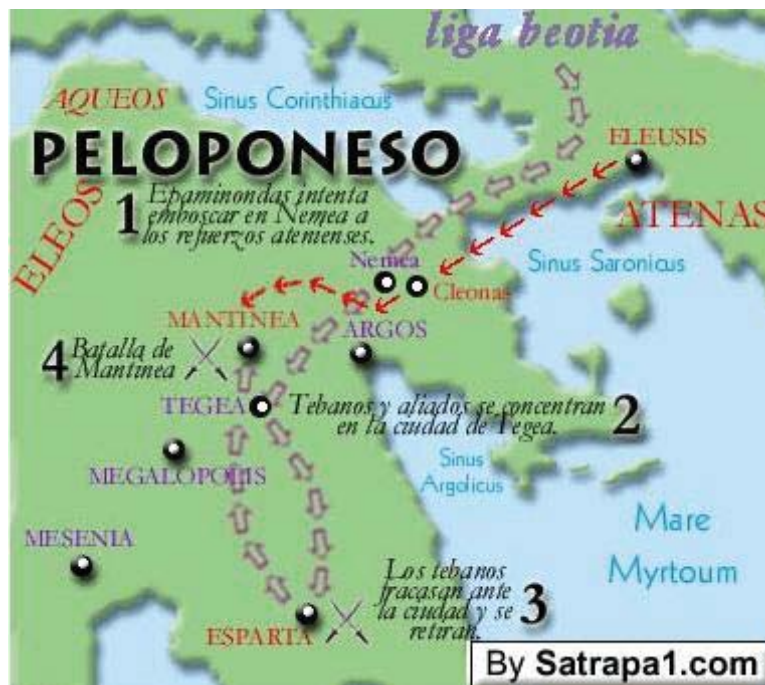 liga beotia
AQUEOS
Sinus Corinthiacus
PELOPONESO
ELEUSIS
ELEOS
1
Epaminondas intenta
emboscar en Nemea a
los refuerzos atenienses.
ATENAS
Sinus Saronicus
Nemea
Cleonas
MANTINEA
ARGOS
4
Batalla de
Mantinea
TEGEA
Tebanos y aliados se concentran
en la ciudad de Tegea.
2
MEGALOPOLIS
Sinus
Argolicus
Mare
Myrtoum
MESENIA
Los tebanos
fracasan ante
la ciudad y se
retiran.
3
ESPARTA
By Satrapa1.com